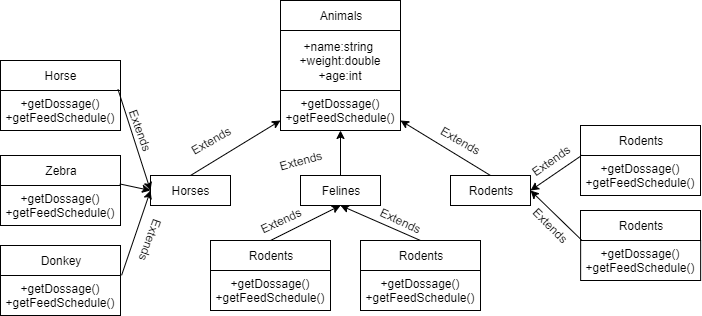 Animals
+name:string
+weight:double
+age:int
+getDossage()
+getFeedSchedule()
Horse
+getDossage()
+getFeedSchedule()
Extends
Zebra
+getDossage()
+getFeedSchedule()
Donkey
+getDossage()
+getFeedSchedule()
Extends
Horses
Extends
Felines
Extends
Rodents
Extends
Rodents
+getDossage()
+getFeedSchedule()
Extends
Rodents
+getDossage()
+getFeedSchedule()
Extends
Rodents
+getDossage()
+getFeedSchedule()
Extends
Rodents
+getDossage()
+getFeedSchedule()
Extends